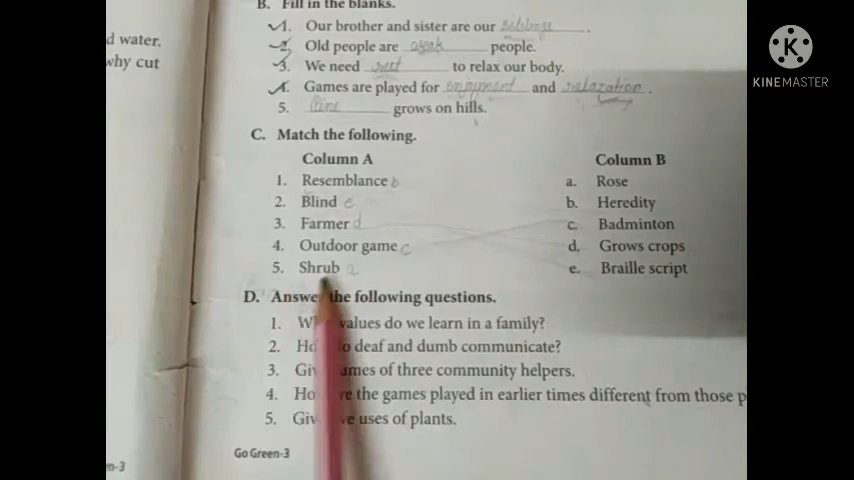 B. Fill in the blanks.
d water,
why cut
1. Our brother and sister are our .
2. Old people are weak people.
3. We need rest to relax our body.
4. Games are played for enjoyment and relaxation.
5. Pine grows on hills.
C. Match the following.
Column A Column B
1. Resemblance b a. Rose
2. Blind e b. Heredity
3. Farmer d c. Badminton
4. Outdoor game c d. Grows crops
5. Shrub a e. Braille script
D. Answer the following questions.
1. values do we learn in a family?
2. deaf and dumb communicate?
3. of three community helpers.
4. the games played in earlier times different from those p
5. uses of plants.
Go Green-3
n-3
K
KINEMASTER